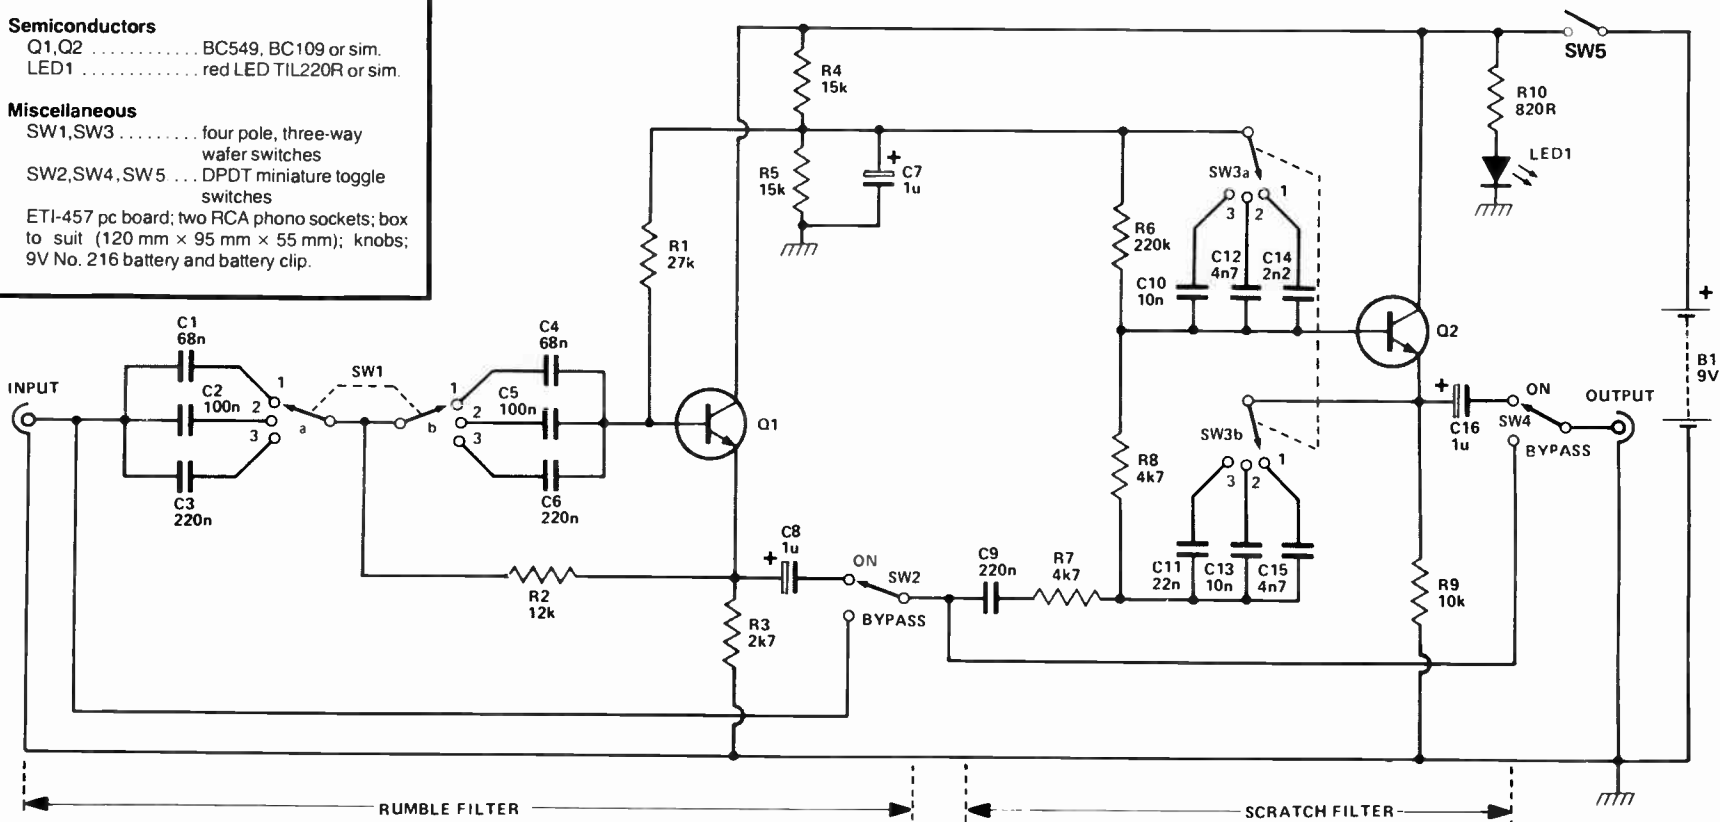 Semiconductors
Q1,Q2 ............ BC549, BC109 or sim.
LED1 ............. red LED TIL220R or sim.
Miscellaneous
SW1,SW3 ......... four pole, three-way
wafer switches
SW2,SW4,SW5 ... DPDT miniature toggle
switches
ETI-457 pc board; two RCA phono sockets; box
to suit (120 mm × 95 mm × 55 mm); knobs;
9V No. 216 battery and battery clip.
SW5
R4
15k
R10
820R
LED1
R5
15k
+
C7
1u
SW3a
1
3
2
R1
27k
R6
220k
C12
4n7
C14
2n2
C10
10n
Q2
+
B1
9V
C1
68n
C4
68n
INPUT
SW1
1
1
C2
100n
2
C5
100n
2
3
a
b
3
Q1
C3
220n
C6
220n
+
ON
OUTPUT
C16
1u
SW4
BYPASS
SW3b
1
3
2
R8
4k7
C8
1u
+
ON
SW2
BYPASS
C9
220n
R7
4k7
C11
22n
C13
10n
C15
4n7
R2
12k
R3
2k7
R9
10k
RUMBLE FILTER
SCRATCH FILTER